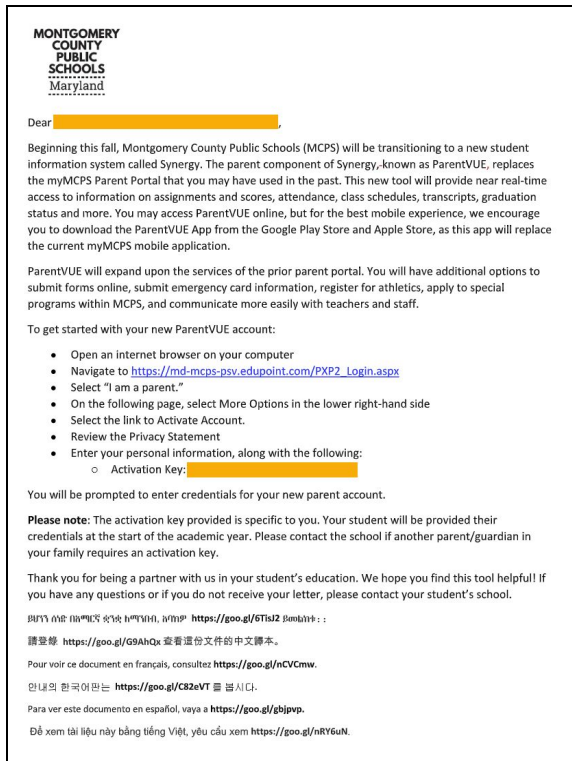 MONTGOMERY
COUNTY
PUBLIC
SCHOOLS
Maryland
Dear ,
Beginning this fall, Montgomery County Public Schools (MCPS) will be transitioning to a new student
information system called Synergy. The parent component of Synergy, known as ParentVUE, replaces
the myMCPS Parent Portal that you may have used in the past. This new tool will provide near real-time
access to information on assignments and scores, attendance, class schedules, transcripts, graduation
status and more. You may access ParentVUE online, but for the best mobile experience, we encourage
you to download the ParentVUE App from the Google Play Store and Apple Store, as this app will replace
the current myMCPS mobile application.
ParentVUE will expand upon the services of the prior parent portal. You will have additional options to
submit forms online, submit emergency card information, register for athletics, apply to special
programs within MCPS, and communicate more easily with teachers and staff.
To get started with your new ParentVUE account:
• Open an internet browser on your computer
• Navigate to https://md-mcps-psv.edupoint.com/PXP2_Login.aspx
• Select “I am a parent.”
• On the following page, select More Options in the lower right-hand side
• Select the link to Activate Account.
• Review the Privacy Statement
• Enter your personal information, along with the following:
o Activation Key:
You will be prompted to enter credentials for your new parent account.
Please note: The activation key provided is specific to you. Your student will be provided their
credentials at the start of the academic year. Please contact the school if another parent/guardian in
your family requires an activation key.
Thank you for being a partner with us in your student’s education. We hope you find this tool helpful! If
you have any questions or if you do not receive your letter, please contact your student’s school.
ይህንን ሰነድ በአማርኛ ቋንቋ ለማንበብ, እባክዎ https://goo.gl/6TisJ2 ይመልከቱ፡፡
請登錄 https://goo.gl/G9AhQx 查看這份文件的中文譯本。
Pour voir ce document en français, consultez https://goo.gl/nCVCmw.
안내의 한국어판는 https://goo.gl/C82eVT 를 봅시다.
Para ver este documento en español, vaya a https://goo.gl/gbjpvp.
Để xem tài liệu này bằng tiếng Việt, yêu cầu xem https://goo.gl/nRY6uN.